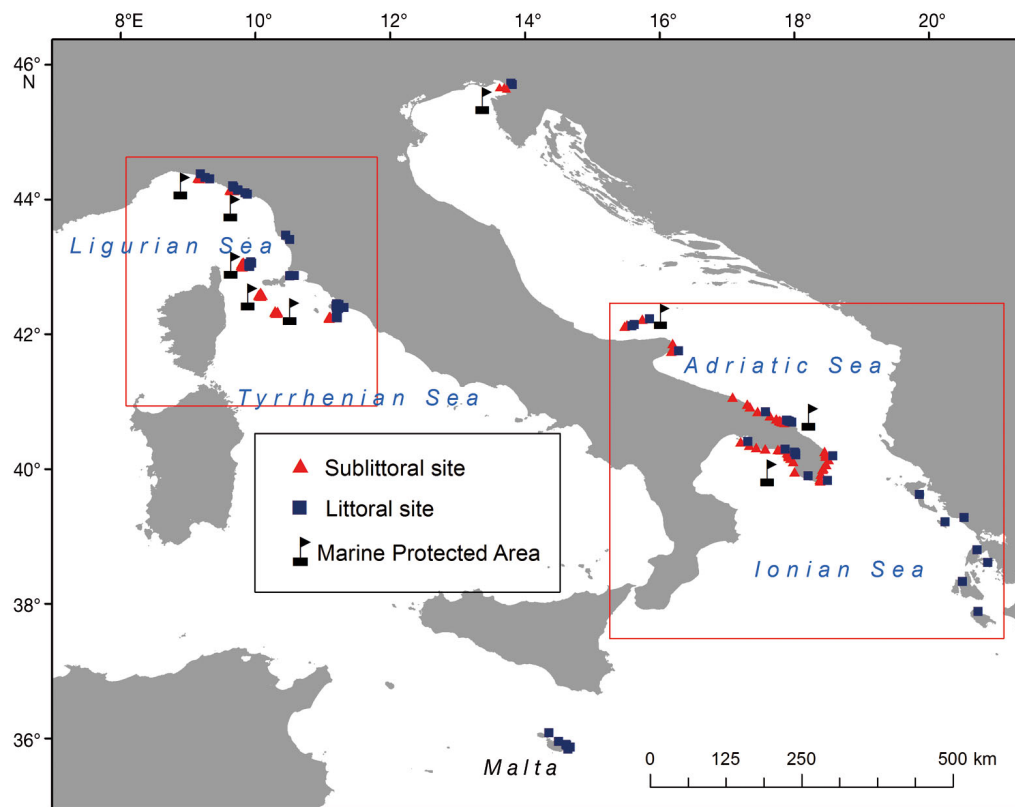 8°E 10° 12° 14° 16° 18° 20°
46°
N
44°
Ligurian Sea
42°
Adriatic Sea
Tyrrhenian Sea
40°
Sublittoral site
Littoral site
Marine Protected Area
Ionian Sea
38°
36°
Malta
0 125 250 500 km